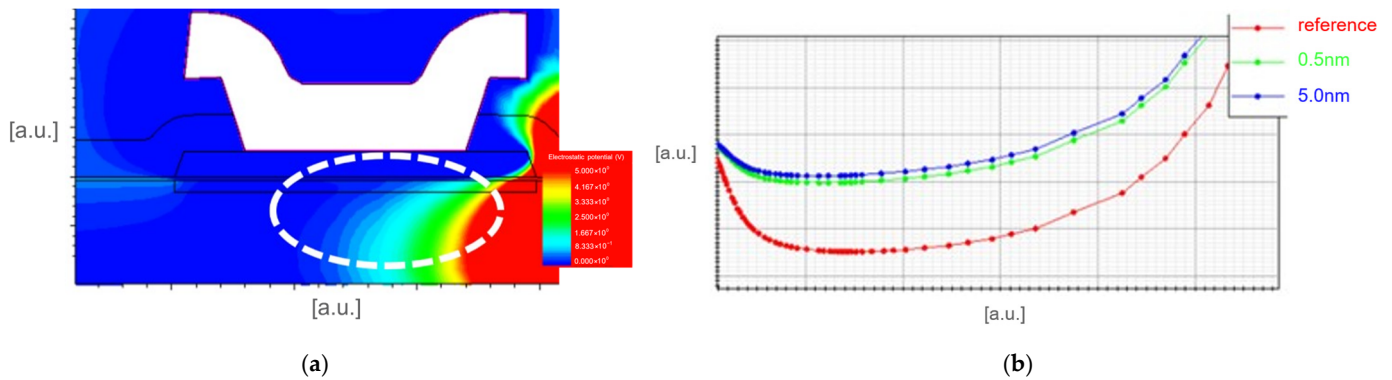 [a.u.]
Electrostatic potential (V)
5.000×10⁰
4.167×10⁰
3.333×10⁰
2.500×10⁰
1.667×10⁰
8.333×10⁻¹
0.000×10⁰
[a.u.]
(a)
reference
0.5nm
5.0nm
[a.u.]
[a.u.]
(b)